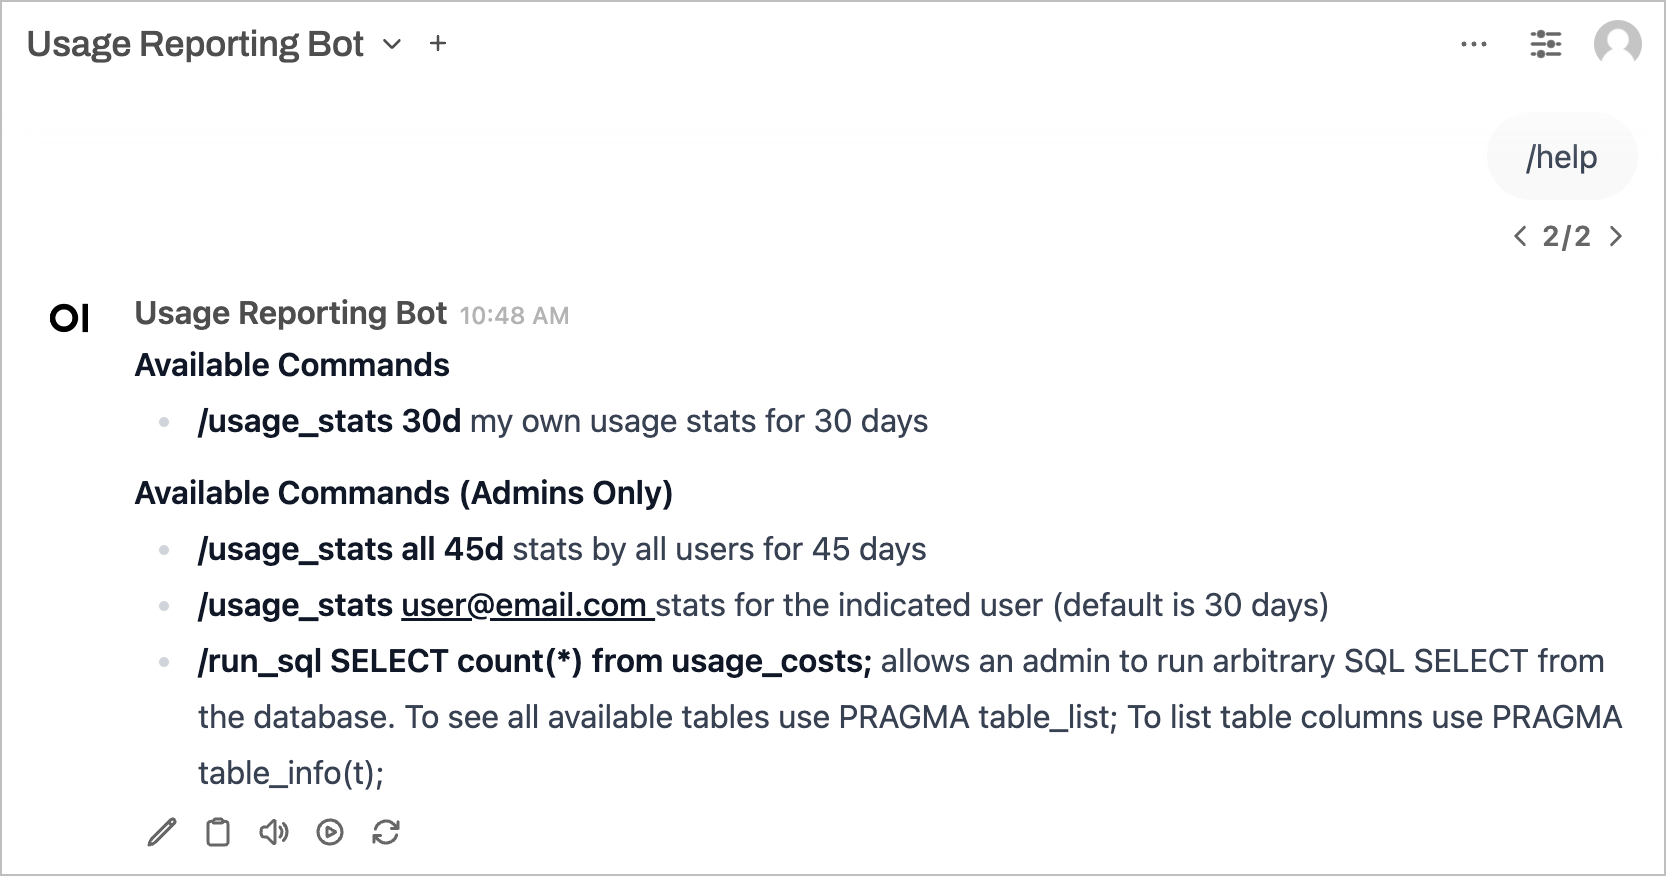 Usage Reporting Bot
/help
2/2
OI
Usage Reporting Bot 10:48 AM
Available Commands
/usage_stats 30d my own usage stats for 30 days
Available Commands (Admins Only)
/usage_stats all 45d stats by all users for 45 days
/usage_stats user@email.com stats for the indicated user (default is 30 days)
/run_sql SELECT count(*) from usage_costs; allows an admin to run arbitrary SQL SELECT from
the database. To see all available tables use PRAGMA table_list; To list table columns use PRAGMA
table_info(t);